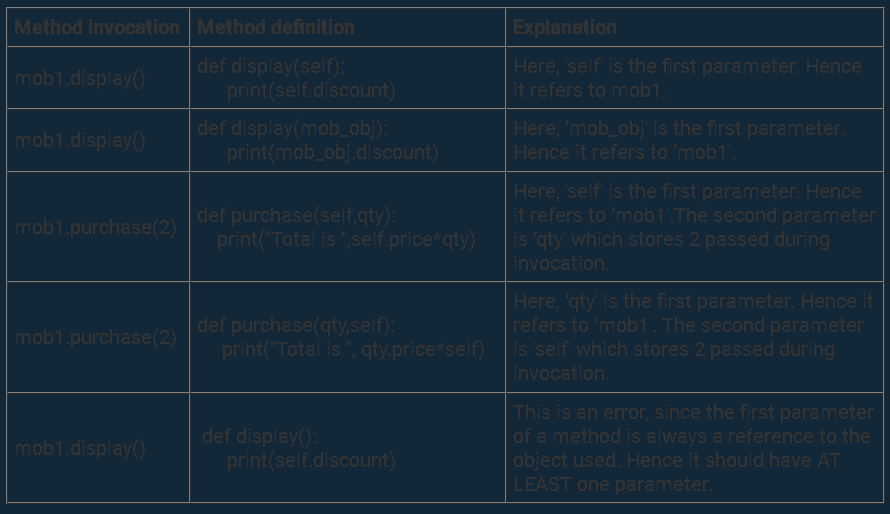 Method invocation Method definition Explanation
mob1.display()
def display(self):
print(self.discount)
Here, 'self' is the first parameter. Hence
it refers to mob1.
mob1.display()
def display(mob_obj):
print(mob_obj.discount)
Here, ‘mob_obj’ is the first parameter.
Hence it refers to ‘mob1’.
mob1.purchase(2)
def purchase(self,qty):
print("Total is ",self.price*qty)
Here, 'self' is the first parameter. Hence
it refers to ‘mob1’.The second parameter
is ‘qty’ which stores 2 passed during
invocation.
mob1.purchase(2)
def purchase(qty,self):
print("Total is ", qty.price*self)
Here, ‘qty’ is the first parameter. Hence it
refers to ‘mob1’. The second parameter
is ‘self’ which stores 2 passed during
invocation.
mob1.display()
def display():
print(self.discount)
This is an error, since the first parameter
of a method is always a reference to the
object used. Hence it should have AT
LEAST one parameter.